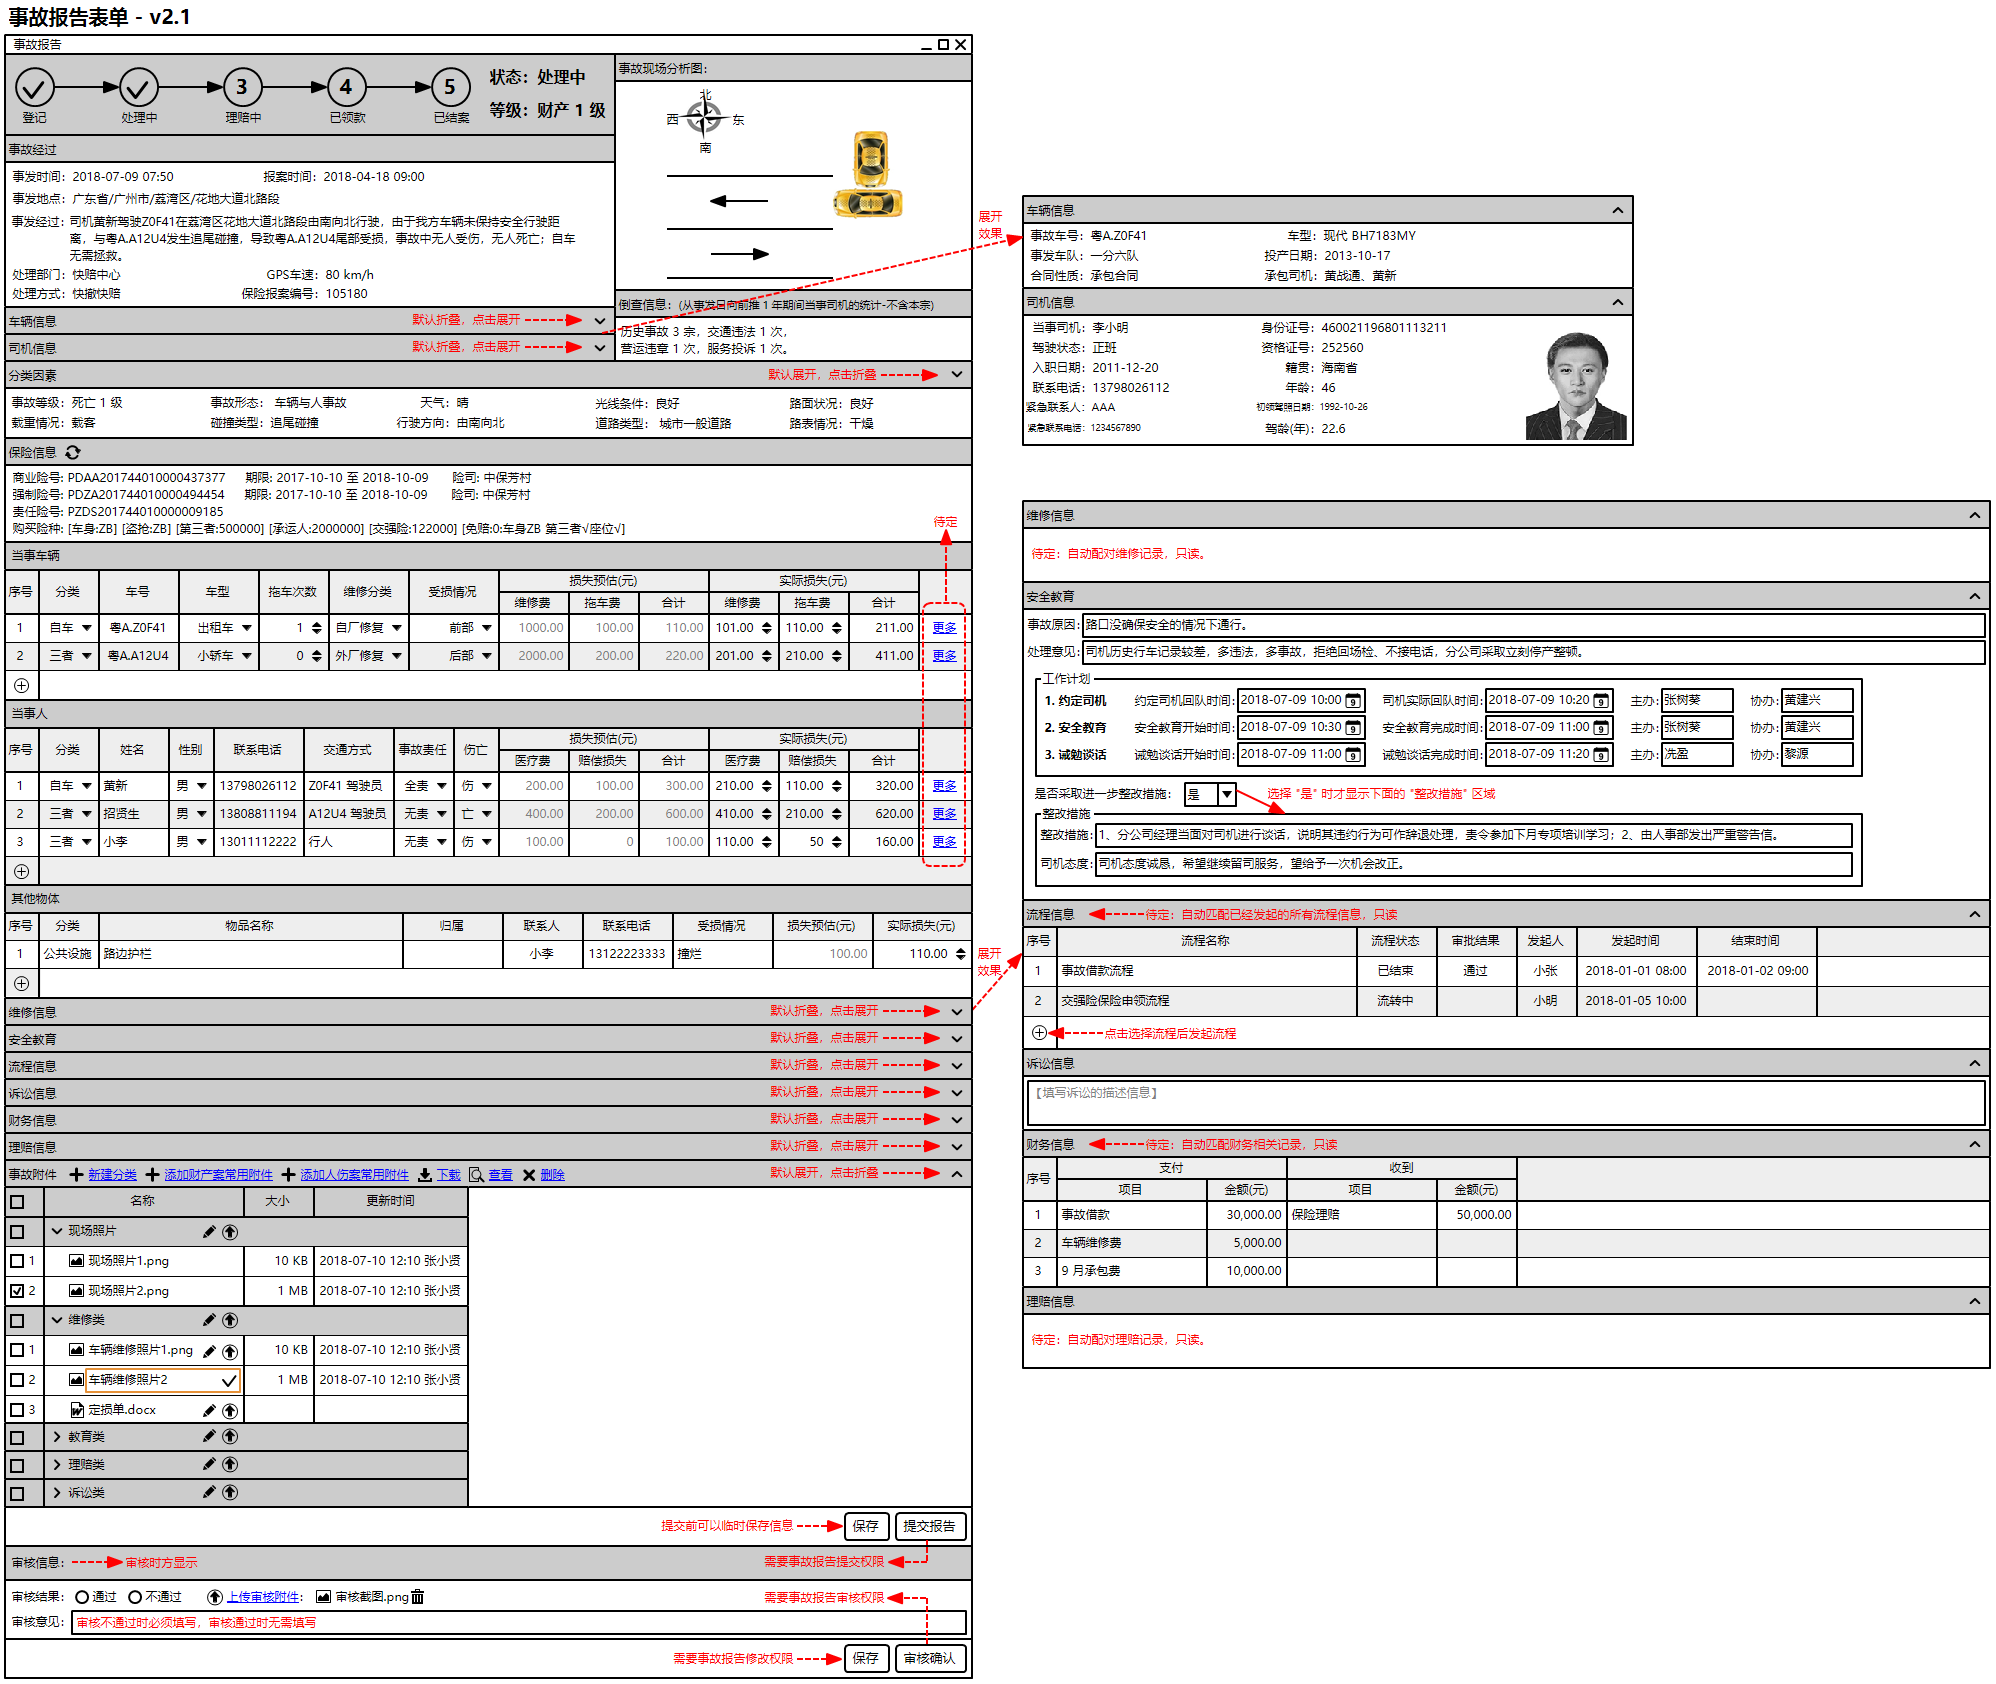 事故报告表单 - v2.1
事故报告
3 4 5
登记 处理中 理赔中 已领款 已结案
状态：处理中
等级：财产 1 级
事故现场分析图：
北
西 东
南
事故经过
事发时间：2018-07-09 07:50 报案时间：2018-04-18 09:00
事发地点：广东省/广州市/荔湾区/花地大道北路段
事发经过：司机黄新驾驶Z0F41在荔湾区花地大道北路段由南向北行驶，由于我方车辆未保持安全行驶距
离，与粤A.A12U4发生追尾碰撞，导致粤A.A12U4尾部受损，事故中无人受伤，无人死亡；自车
无需拯救。
处理部门：快赔中心 GPS车速：80 km/h
处理方式：快撤快赔 保险报案编号：105180
倒查信息：（从事发日向前推 1 年期间当事司机的统计-不含本宗）
历史事故 3 宗，交通违法 1 次，
营运违章 1 次，服务投诉 1 次。
车辆信息 默认折叠，点击展开
司机信息 默认折叠，点击展开
分类因素 默认展开，点击折叠
事故等级：死亡 1 级 事故形态： 车辆与人事故 天气：晴 光线条件：良好 路面状况：良好
载重情况：载客 碰撞类型：追尾碰撞 行驶方向：由南向北 道路类型： 城市一般道路 路表情况：干燥
保险信息
商业险号: PDAA201744010000437377 期限: 2017-10-10 至 2018-10-09 险司: 中保芳村
强制险号: PDZA201744010000494454 期限: 2017-10-10 至 2018-10-09 险司: 中保芳村
责任险号: PZDS201744010000009185
购买险种: [车身:ZB] [盗抢:ZB] [第三者:500000] [承运人:2000000] [交强险:122000] [免赔:0:车身ZB 第三者√座位√]
待定
当事车辆
序号 分类 车号 车型 拖车次数 维修分类 受损情况 损失预估(元) 实际损失(元)
维修费 拖车费 合计 维修费 拖车费 合计
1 自车 粤A.Z0F41 出租车 1 自厂修复 前部 1000.00 100.00 110.00 101.00 110.00 211.00 更多
2 三者 粤A.A12U4 小轿车 0 外厂修复 后部 2000.00 200.00 220.00 201.00 210.00 411.00 更多
当事人
序号 分类 姓名 性别 联系电话 交通方式 事故责任 伤亡 损失预估(元) 实际损失(元)
医疗费 赔偿损失 合计 医疗费 赔偿损失 合计
1 自车 黄新 男 13798026112 Z0F41 驾驶员 全责 伤 200.00 100.00 300.00 210.00 110.00 320.00 更多
2 三者 招贤生 男 13808811194 A12U4 驾驶员 无责 亡 400.00 200.00 600.00 410.00 210.00 620.00 更多
3 三者 小李 男 13011112222 行人 无责 伤 100.00 0 100.00 110.00 50 160.00 更多
其他物体
序号 分类 物品名称 归属 联系人 联系电话 受损情况 损失预估(元) 实际损失(元)
1 公共设施 路边护栏 小李 13122223333 撞烂 100.00 110.00
维修信息 默认折叠，点击展开
安全教育 默认折叠，点击展开
流程信息 默认折叠，点击展开
诉讼信息 默认折叠，点击展开
财务信息 默认折叠，点击展开
理赔信息 默认折叠，点击展开
事故附件 新建分类 添加财产案常用附件 添加人伤案常用附件 下载 查看 删除 默认展开，点击折叠
名称 大小 更新时间
现场照片
1 现场照片1.png 10 KB 2018-07-10 12:10 张小贤
2 现场照片2.png 1 MB 2018-07-10 12:10 张小贤
维修类
1 车辆维修照片1.png 10 KB 2018-07-10 12:10 张小贤
2 车辆维修照片2 1 MB 2018-07-10 12:10 张小贤
3 定损单.docx
教育类
理赔类
诉讼类
提交前可以临时保存信息 保存 提交报告
审核信息： 审核时方显示 需要事故报告提交权限
审核结果： 通过 不通过 上传审核附件： 审核截图.png 需要事故报告审核权限
审核意见： 审核不通过时必须填写，审核通过时无需填写
需要事故报告修改权限 保存 审核确认
展开
效果
车辆信息
事故车号：粤A.Z0F41 车型：现代 BH7183MY
事发车队：一分六队 投产日期：2013-10-17
合同性质：承包合同 承包司机：黄战通、黄新
司机信息
当事司机：李小明 身份证号：460021196801113211
驾驶状态：正班 资格证号：252560
入职日期：2011-12-20 籍贯：海南省
联系电话：13798026112 年龄：46
紧急联系人：AAA 初领驾照日期：1992-10-26
紧急联系电话：1234567890 驾龄(年)：22.6
展开
效果
维修信息
待定：自动配对维修记录，只读。
安全教育
事故原因：路口没确保安全的情况下通行。
处理意见：司机历史行车记录较差，多违法，多事故，拒绝回场检、不接电话，分公司采取立刻停产整顿。
工作计划
1. 约定司机 约定司机回队时间：2018-07-09 10:00 司机实际回队时间：2018-07-09 10:20 主办：张树葵 协办：黄建兴
2. 安全教育 安全教育开始时间：2018-07-09 10:30 安全教育完成时间：2018-07-09 11:00 主办：张树葵 协办：黄建兴
3. 诫勉谈话 诫勉谈话开始时间：2018-07-09 11:00 诫勉谈话完成时间：2018-07-09 11:20 主办：冼盈 协办：黎源
是否采取进一步整改措施： 是 选择 "是" 时才显示下面的 "整改措施" 区域
整改措施
整改措施：1、分公司经理当面对司机进行谈话，说明其违约行为可作辞退处理，责令参加下月专项培训学习；2、由人事部发出严重警告信。
司机态度：司机态度诚恳，希望继续留司服务，望给予一次机会改正。
流程信息 待定：自动匹配已经发起的所有流程信息，只读
序号 流程名称 流程状态 审批结果 发起人 发起时间 结束时间
1 事故借款流程 已结束 通过 小张 2018-01-01 08:00 2018-01-02 09:00
2 交强险保险申领流程 流转中 小明 2018-01-05 10:00
点击选择流程后发起流程
诉讼信息
【填写诉讼的描述信息】
财务信息 待定：自动匹配财务相关记录，只读
序号 支付 收到
项目 金额(元) 项目 金额(元)
1 事故借款 30,000.00 保险理赔 50,000.00
2 车辆维修费 5,000.00
3 9 月承包费 10,000.00
理赔信息
待定：自动配对理赔记录，只读。